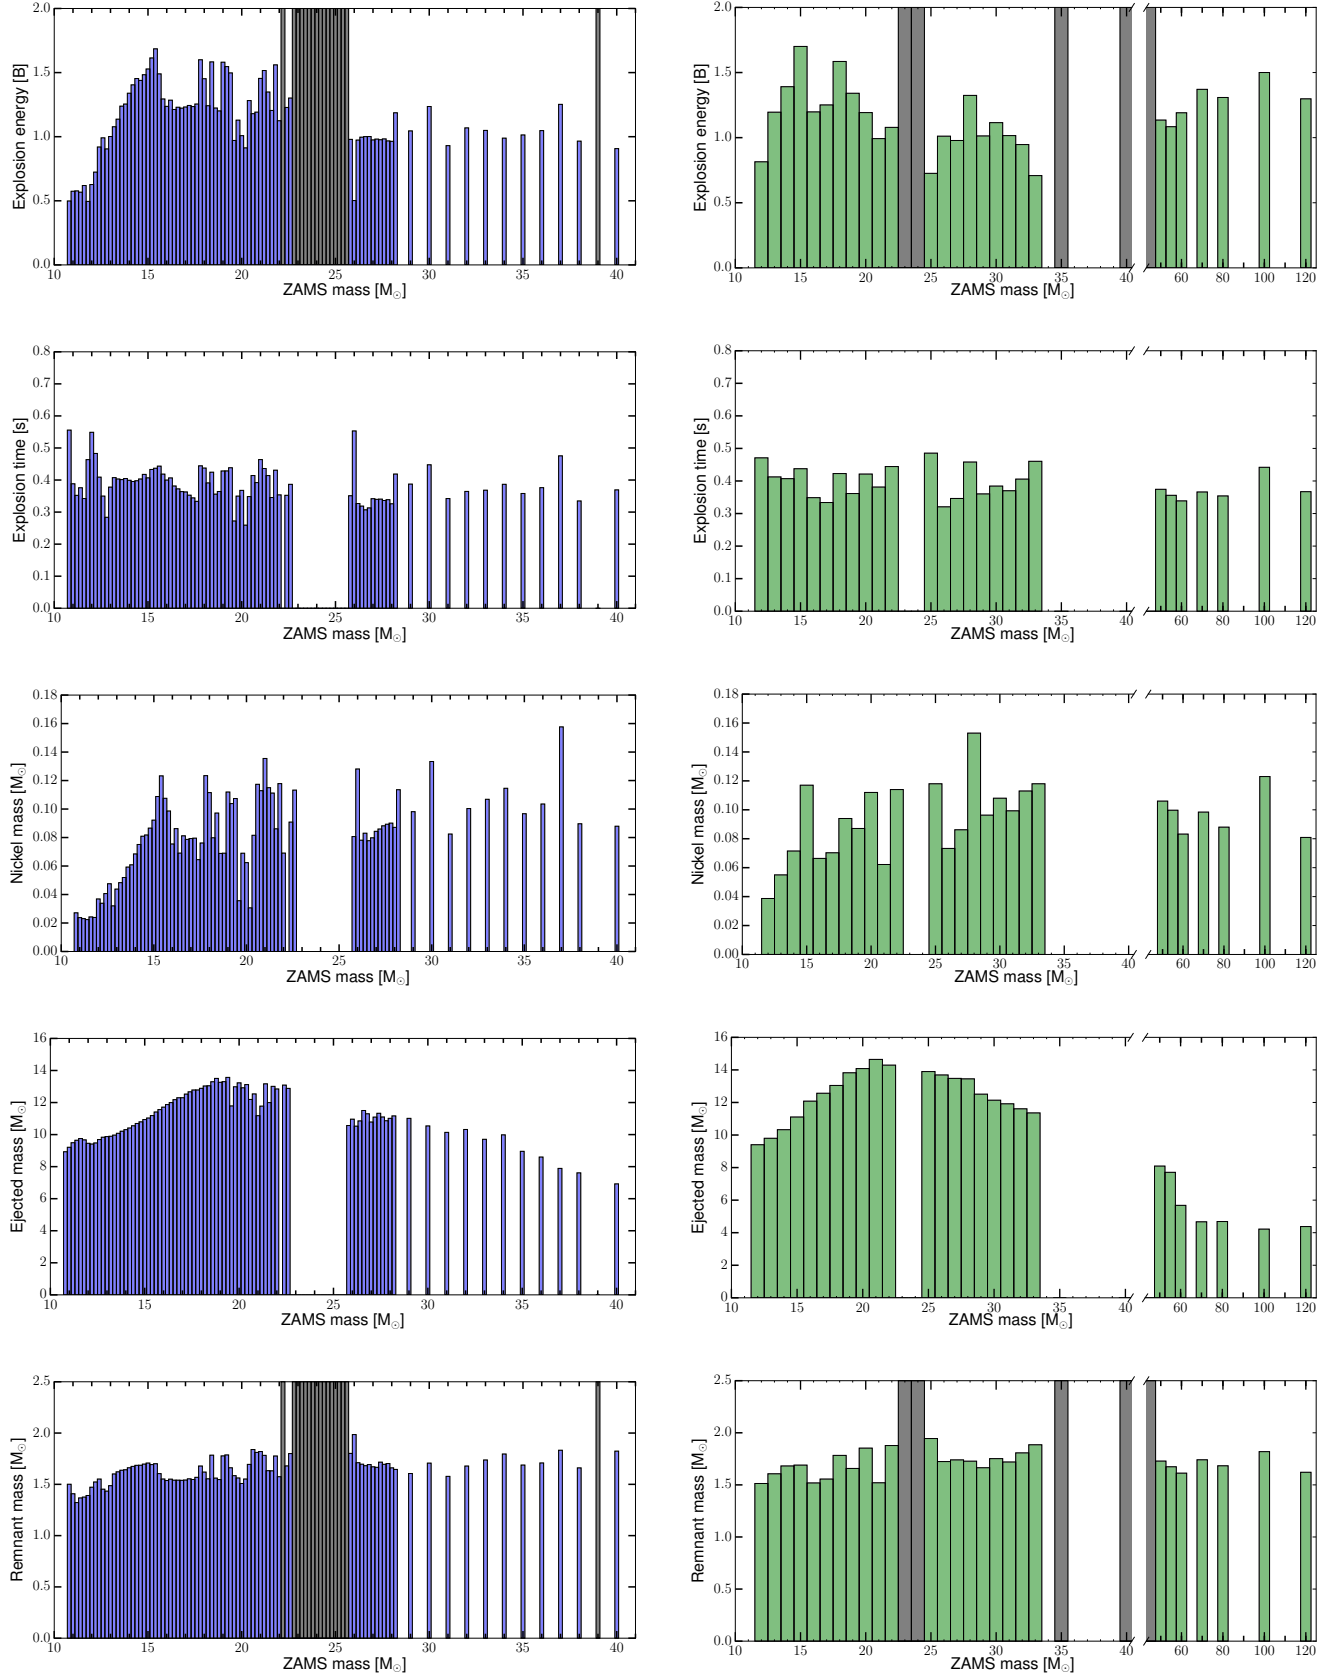 2.0
1.5
1.0
0.5
0.0
Explosion energy [B]
10 15 20 25 30 35 40
ZAMS mass [M☉]
2.0
1.5
1.0
0.5
0.0
Explosion energy [B]
10 15 20 25 30 35 40 60 80 100 120
ZAMS mass [M☉]
0.8
0.7
0.6
0.5
0.4
0.3
0.2
0.1
0.0
Explosion time [s]
10 15 20 25 30 35 40
ZAMS mass [M☉]
0.8
0.7
0.6
0.5
0.4
0.3
0.2
0.1
0.0
Explosion time [s]
10 15 20 25 30 35 40 60 80 100 120
ZAMS mass [M☉]
0.18
0.16
0.14
0.12
0.10
0.08
0.06
0.04
0.02
0.00
Nickel mass [M☉]
10 15 20 25 30 35 40
ZAMS mass [M☉]
0.18
0.16
0.14
0.12
0.10
0.08
0.06
0.04
0.02
0.00
Nickel mass [M☉]
10 15 20 25 30 35 40 60 80 100 120
ZAMS mass [M☉]
16
14
12
10
8
6
4
2
0
Ejected mass [M☉]
10 15 20 25 30 35 40
ZAMS mass [M☉]
16
14
12
10
8
6
4
2
0
Ejected mass [M☉]
10 15 20 25 30 35 40 60 80 100 120
ZAMS mass [M☉]
2.5
2.0
1.5
1.0
0.5
0.0
Remnant mass [M☉]
10 15 20 25 30 35 40
ZAMS mass [M☉]
2.5
2.0
1.5
1.0
0.5
0.0
Remnant mass [M☉]
10 15 20 25 30 35 40 60 80 100 120
ZAMS mass [M☉]